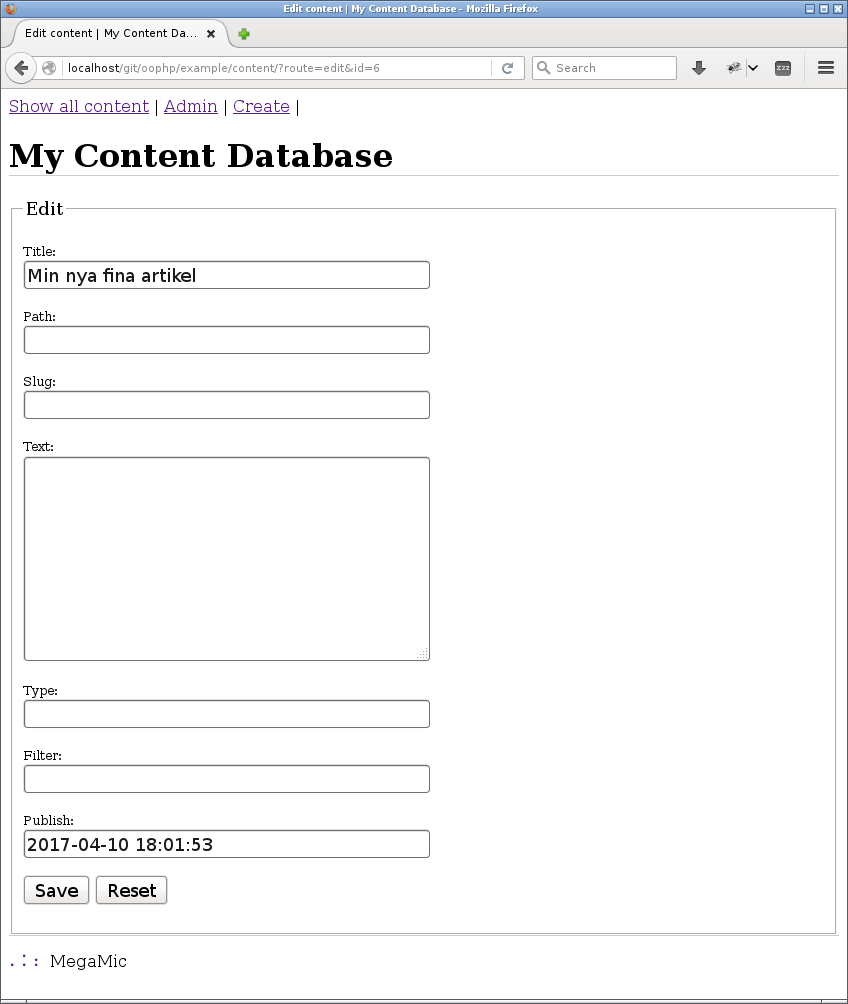 Edit content | My Content Database - Mozilla Firefox
Edit content | My Content Da...
localhost/git/oophp/example/content/?route=edit&id=6
Search
zzz
Show all content | Admin | Create |
My Content Database
Edit
Title:
Min nya fina artikel
Path:
Slug:
Text:
Type:
Filter:
Publish:
2017-04-10 18:01:53
Save Reset
.:: MegaMic